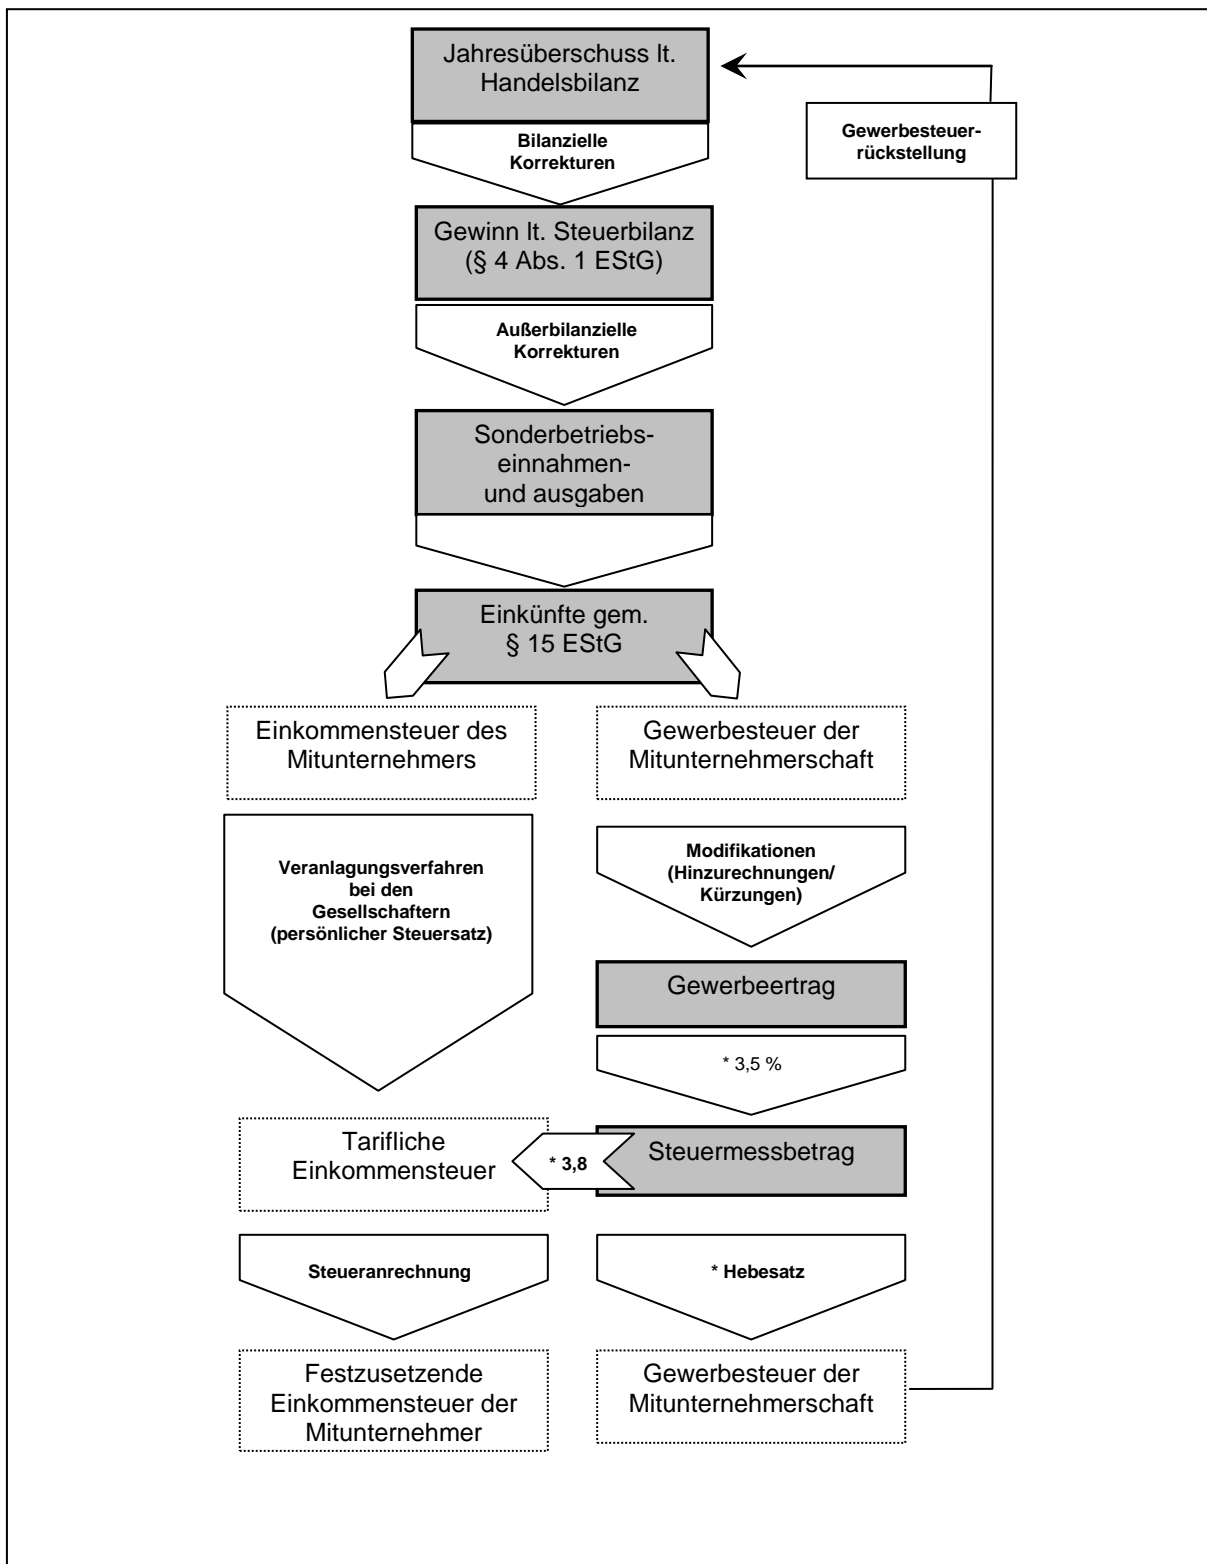 Jahresüberschuss lt.
Handelsbilanz
Gewerbesteuer-
rückstellung
Bilanzielle
Korrekturen
Gewinn lt. Steuerbilanz
(§ 4 Abs. 1 EStG)
Außerbilanzielle
Korrekturen
Sonderbetriebs-
einnahmen-
und ausgaben
Einkünfte gem.
§ 15 EStG
Einkommensteuer des
Mitunternehmers
Gewerbesteuer der
Mitunternehmerschaft
Veranlagungsverfahren
bei den
Gesellschaftern
(persönlicher Steuersatz)
Modifikationen
(Hinzurechnungen/
Kürzungen)
Gewerbeertrag
* 3,5 %
Tarifliche
Einkommensteuer
* 3,8
Steuermessbetrag
Steueranrechnung
* Hebesatz
Festzusetzende
Einkommensteuer der
Mitunternehmer
Gewerbesteuer der
Mitunternehmerschaft